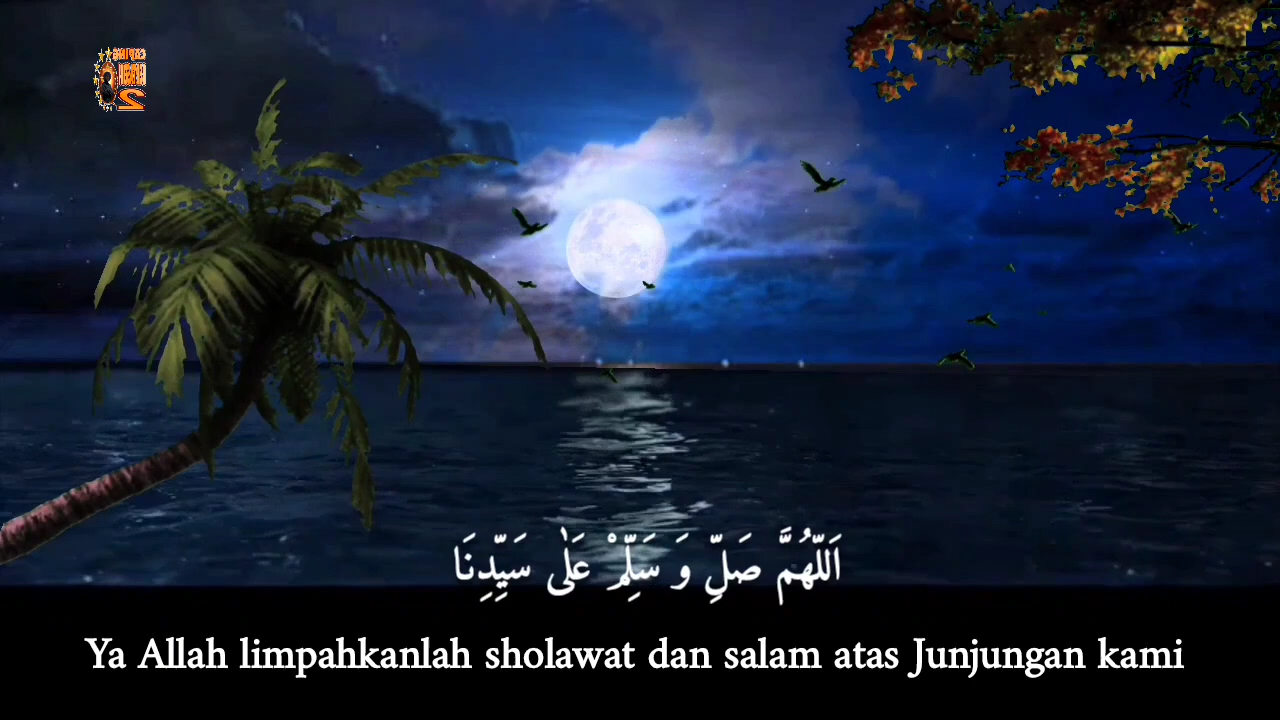 اَللّٰهُمَّ صَلِّ وَ سَلِّمْ عَلٰى سَيِّدِنَا
Ya Allah limpahkanlah sholawat dan salam atas Junjungan kami